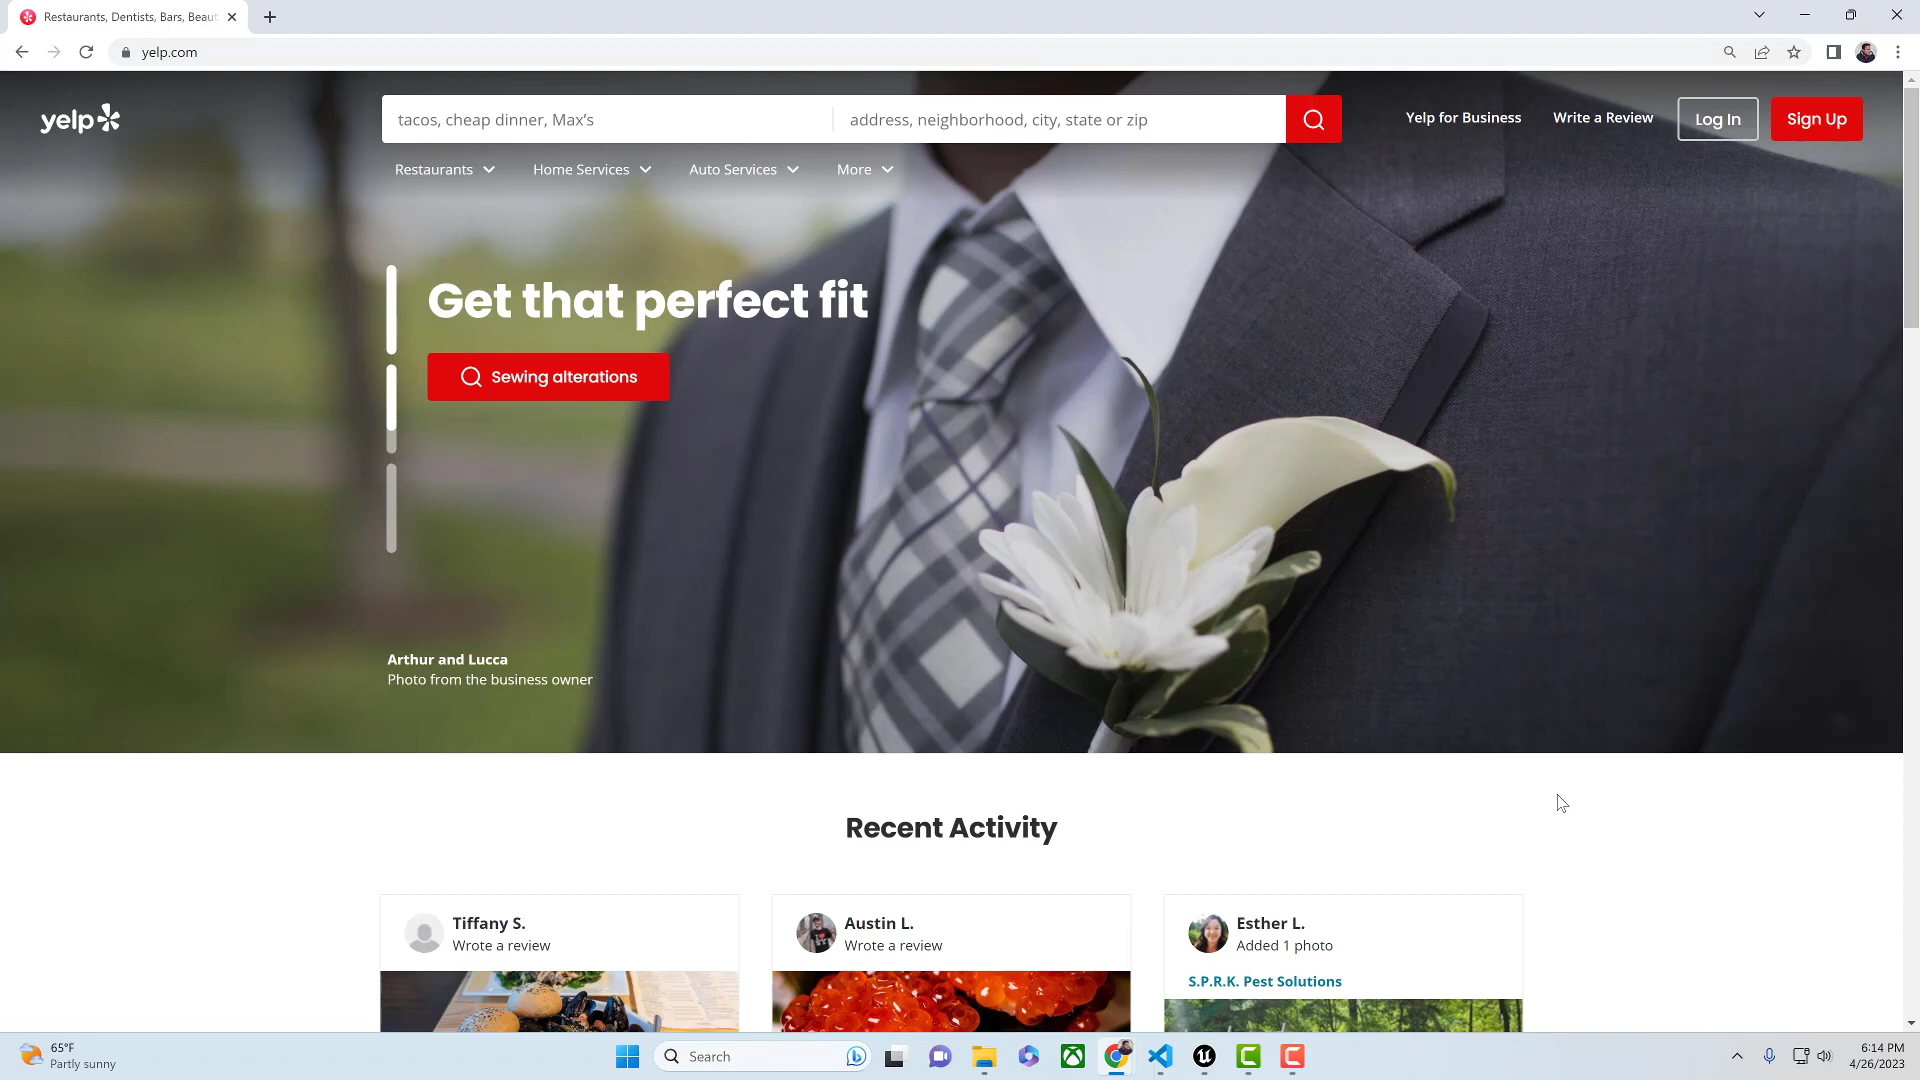 Restaurants, Dentists, Bars, Beaut
yelp.com
yelp
tacos, cheap dinner, Max’s
address, neighborhood, city, state or zip
Yelp for Business
Write a Review
Log In
Sign Up
Restaurants
Home Services
Auto Services
More
Get that perfect fit
Sewing alterations
Arthur and Lucca
Photo from the business owner
Recent Activity
Tiffany S.
Wrote a review
Austin L.
Wrote a review
Esther L.
Added 1 photo
S.P.R.K. Pest Solutions
65°F
Partly sunny
Search
6:14 PM
4/26/2023